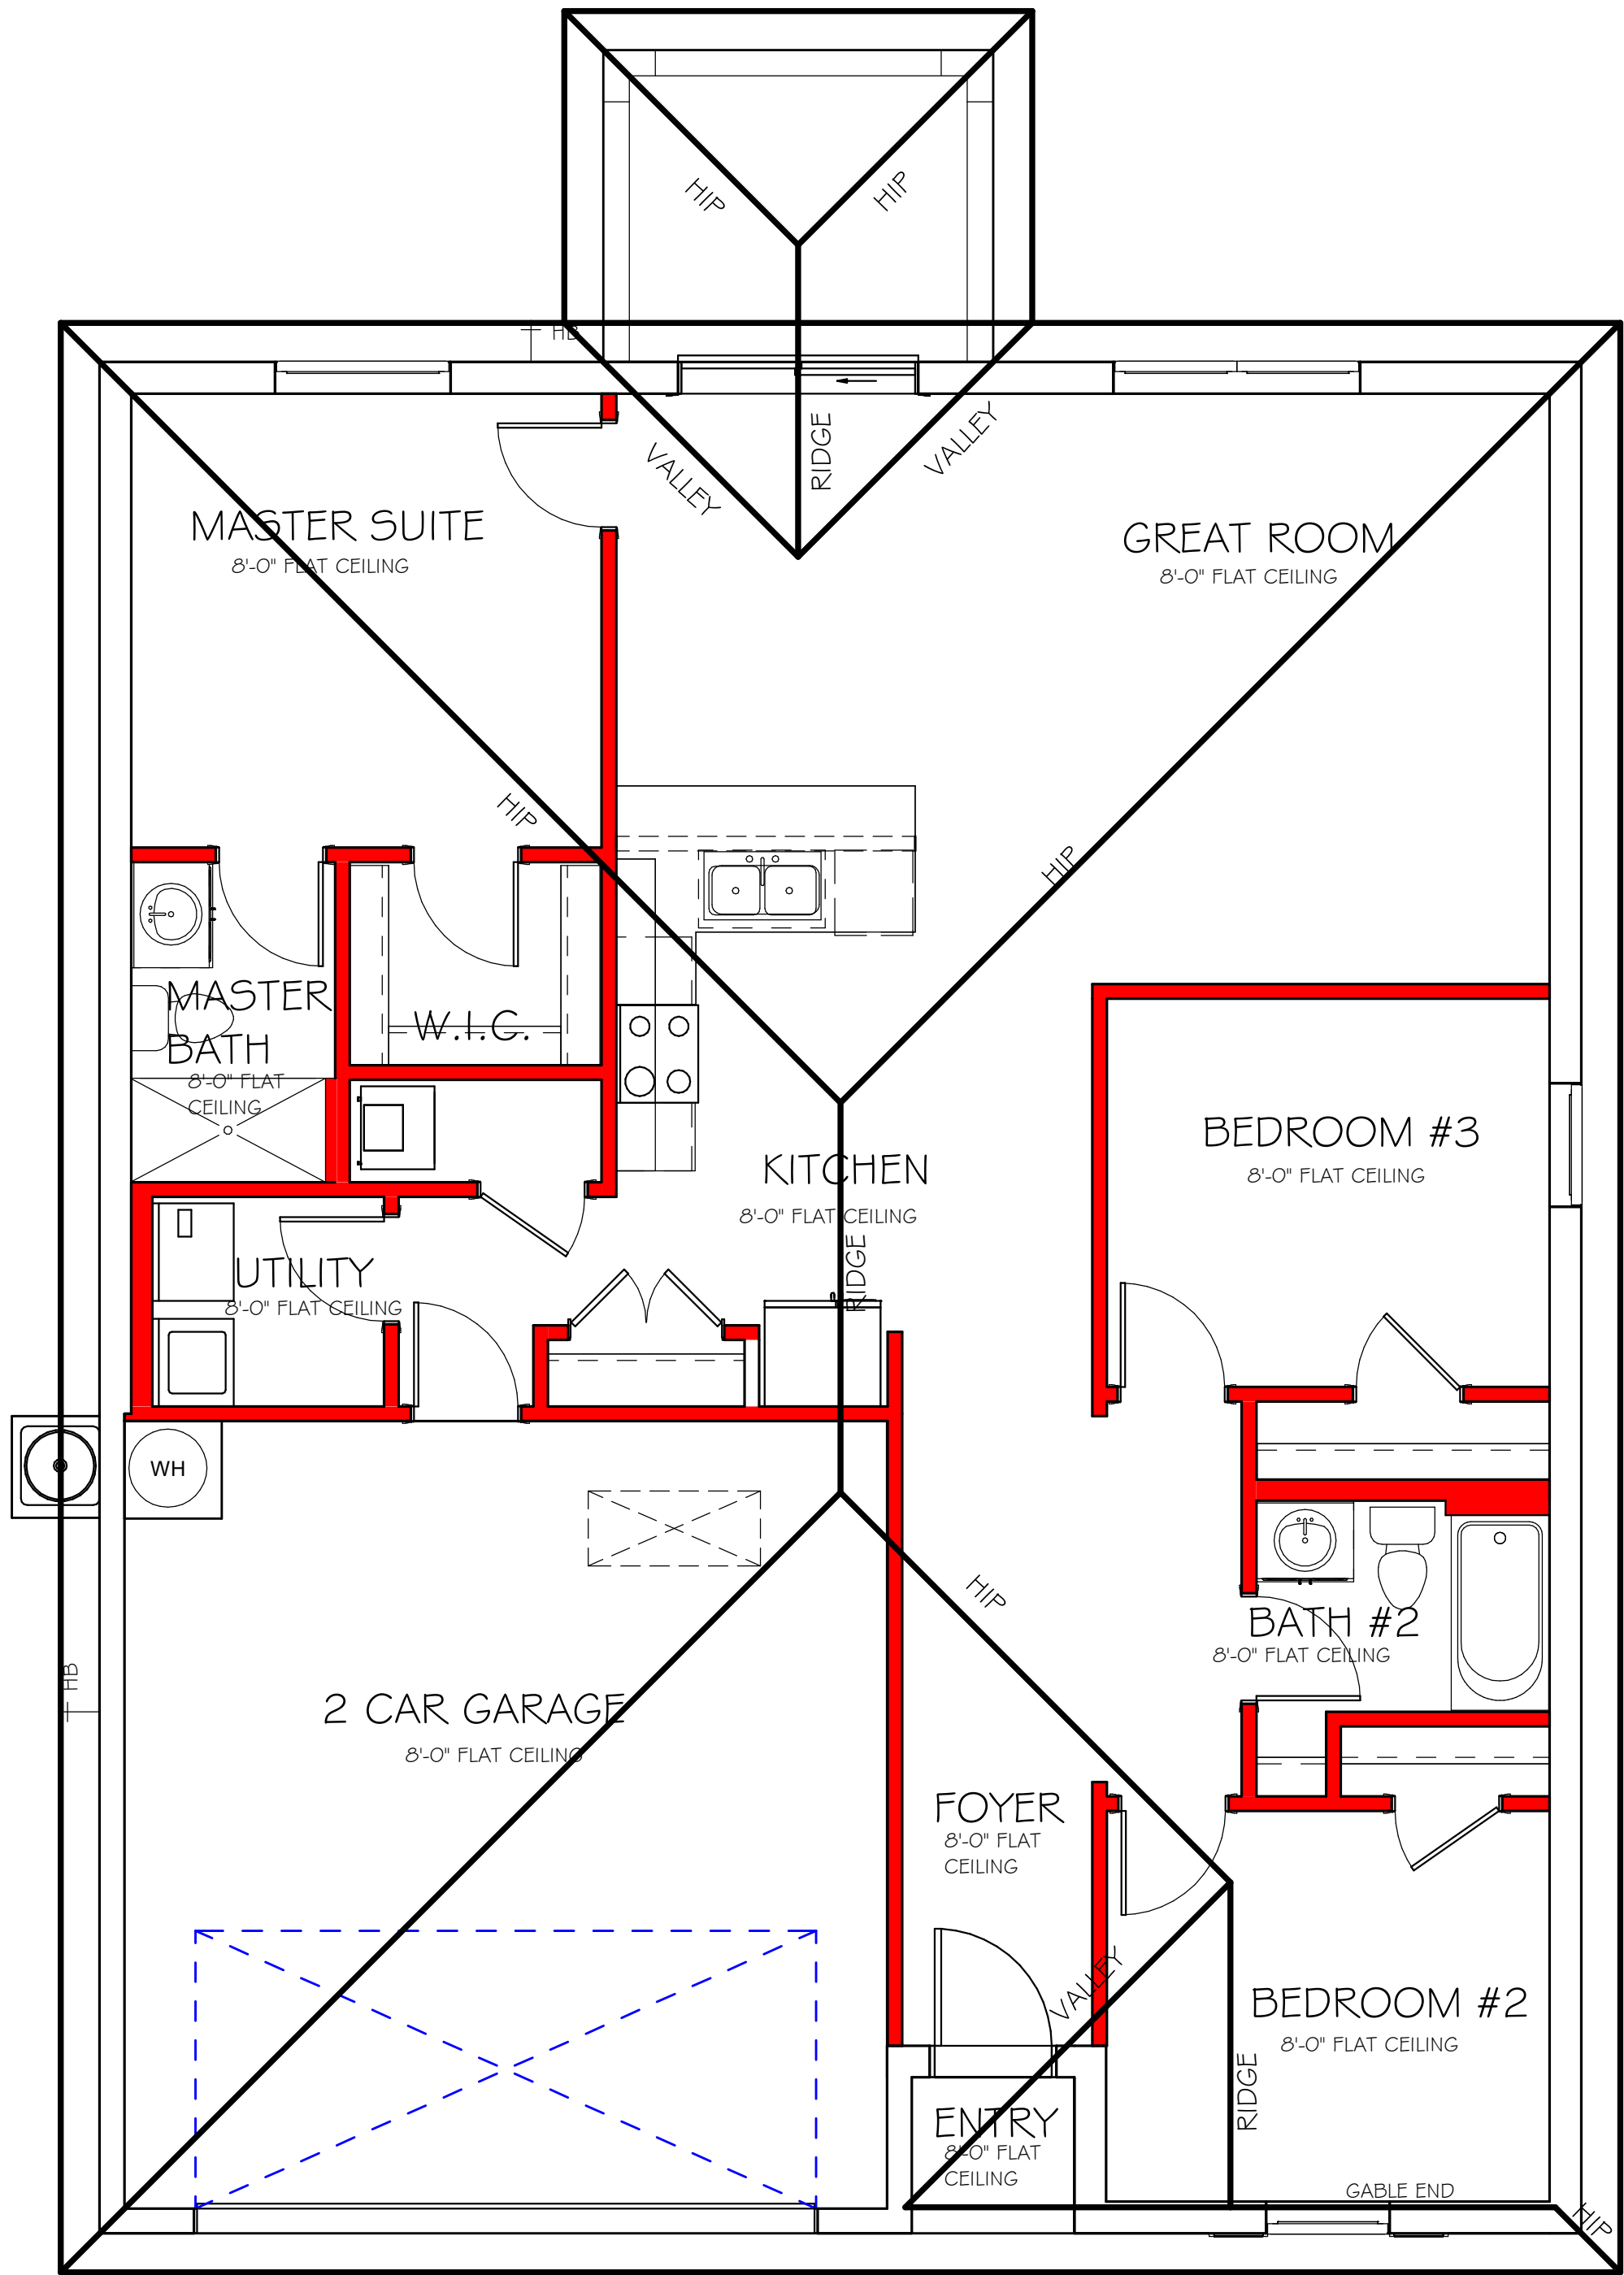 HIP
HIP
HB
VALLEY
RIDGE
VALLEY
MASTER SUITE
8'-0" FLAT CEILING
GREAT ROOM
8'-0" FLAT CEILING
HIP
HIP
MASTER
BATH
8'-0" FLAT
CEILING
W.I.C.
BEDROOM #3
8'-0" FLAT CEILING
KITCHEN
8'-0" FLAT CEILING
RIDGE
UTILITY
8'-0" FLAT CEILING
WH
HIP
BATH #2
8'-0" FLAT CEILING
HB
2 CAR GARAGE
8'-0" FLAT CEILING
FOYER
8'-0" FLAT
CEILING
VALLEY
BEDROOM #2
8'-0" FLAT CEILING
RIDGE
ENTRY
8'-0" FLAT
CEILING
GABLE END
HIP